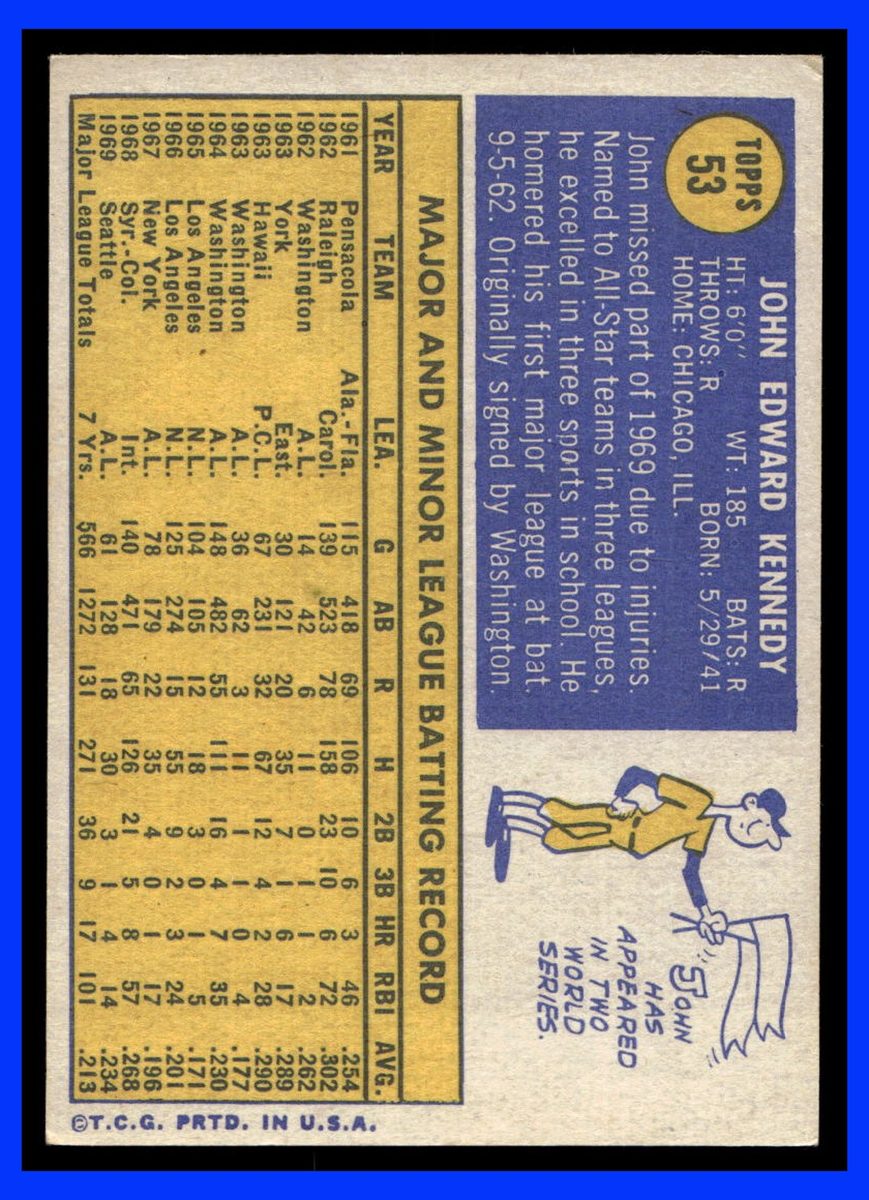 TOPPS
53
JOHN EDWARD KENNEDY
HT: 6'0" WT: 185 BATS: R
THROWS: R BORN: 5/29/41
HOME: CHICAGO, ILL.
John missed part of 1969 due to injuries.
Named to All-Star teams in three leagues,
he excelled in three sports in school. He
homered his first major league at bat.
9-5-62. Originally signed by Washington.
JOHN
HAS
APPEARED
IN TWO
WORLD
SERIES.
MAJOR AND MINOR LEAGUE BATTING RECORD
YEAR TEAM LEA. G AB R H 2B 3B HR RBI AVG.
1961 Pensacola Ala.-Fla. 115 418 69 106 10 6 3 46 .254
1962 Raleigh Carol. 139 523 78 158 23 10 6 72 .302
1962 Washington A.L. 14 42 6 11 0 1 1 2 .262
1963 York East. 30 121 20 35 7 1 6 17 .289
1963 Hawaii P.C.L. 67 231 32 67 12 4 2 28 .290
1963 Washington A.L. 36 62 3 11 1 1 0 4 .177
1964 Washington A.L. 148 482 55 111 16 4 7 35 .230
1965 Los Angeles N.L. 104 105 12 18 3 0 1 5 .171
1966 Los Angeles N.L. 125 274 15 55 9 2 3 24 .201
1967 New York A.L. 78 179 22 35 4 0 1 17 .196
1968 Syr.-Col. Int. 140 471 65 126 21 5 8 57 .268
1969 Seattle A.L. 61 128 18 30 3 1 4 14 .234
Major League Totals 7 Yrs. 566 1272 131 271 36 9 17 101 .213
©T.C.G. PRTD. IN U.S.A.